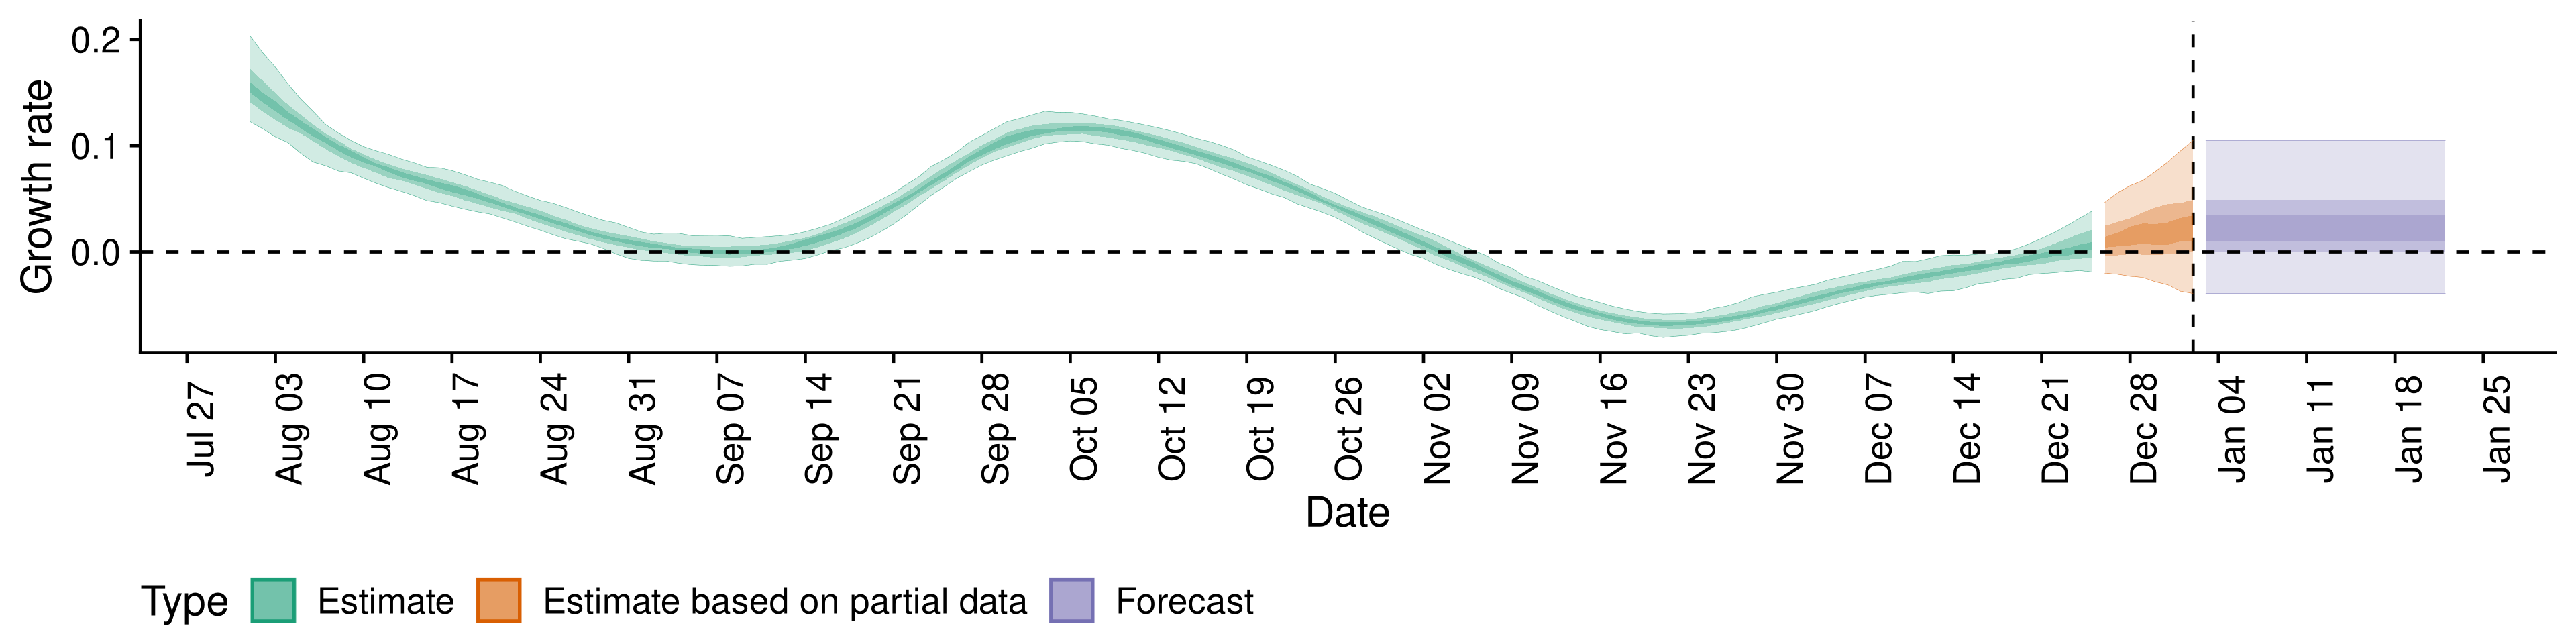 Growth rate
0.2
0.1
0.0
Jul 27
Aug 03
Aug 10
Aug 17
Aug 24
Aug 31
Sep 07
Sep 14
Sep 21
Sep 28
Oct 05
Oct 12
Oct 19
Oct 26
Nov 02
Nov 09
Nov 16
Nov 23
Nov 30
Dec 07
Dec 14
Dec 21
Dec 28
Jan 04
Jan 11
Jan 18
Jan 25
Date
Type Estimate Estimate based on partial data Forecast